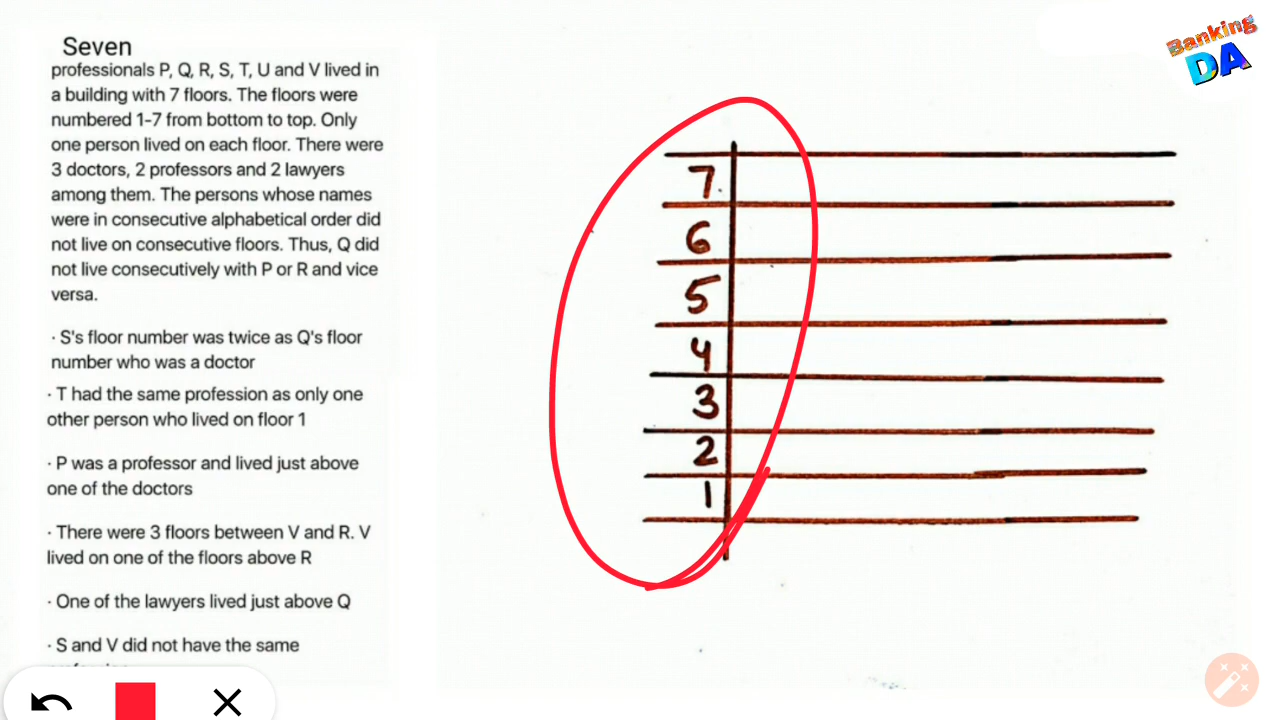 Seven
professionals P, Q, R, S, T, U and V lived in
a building with 7 floors. The floors were
numbered 1-7 from bottom to top. Only
one person lived on each floor. There were
3 doctors, 2 professors and 2 lawyers
among them. The persons whose names
were in consecutive alphabetical order did
not live on consecutive floors. Thus, Q did
not live consecutively with P or R and vice
versa.
· S's floor number was twice as Q's floor
number who was a doctor
· T had the same profession as only one
other person who lived on floor 1
· P was a professor and lived just above
one of the doctors
· There were 3 floors between V and R. V
lived on one of the floors above R
· One of the lawyers lived just above Q
· S and V did not have the same
Banking
DA
7
6
5
4
3
2
1